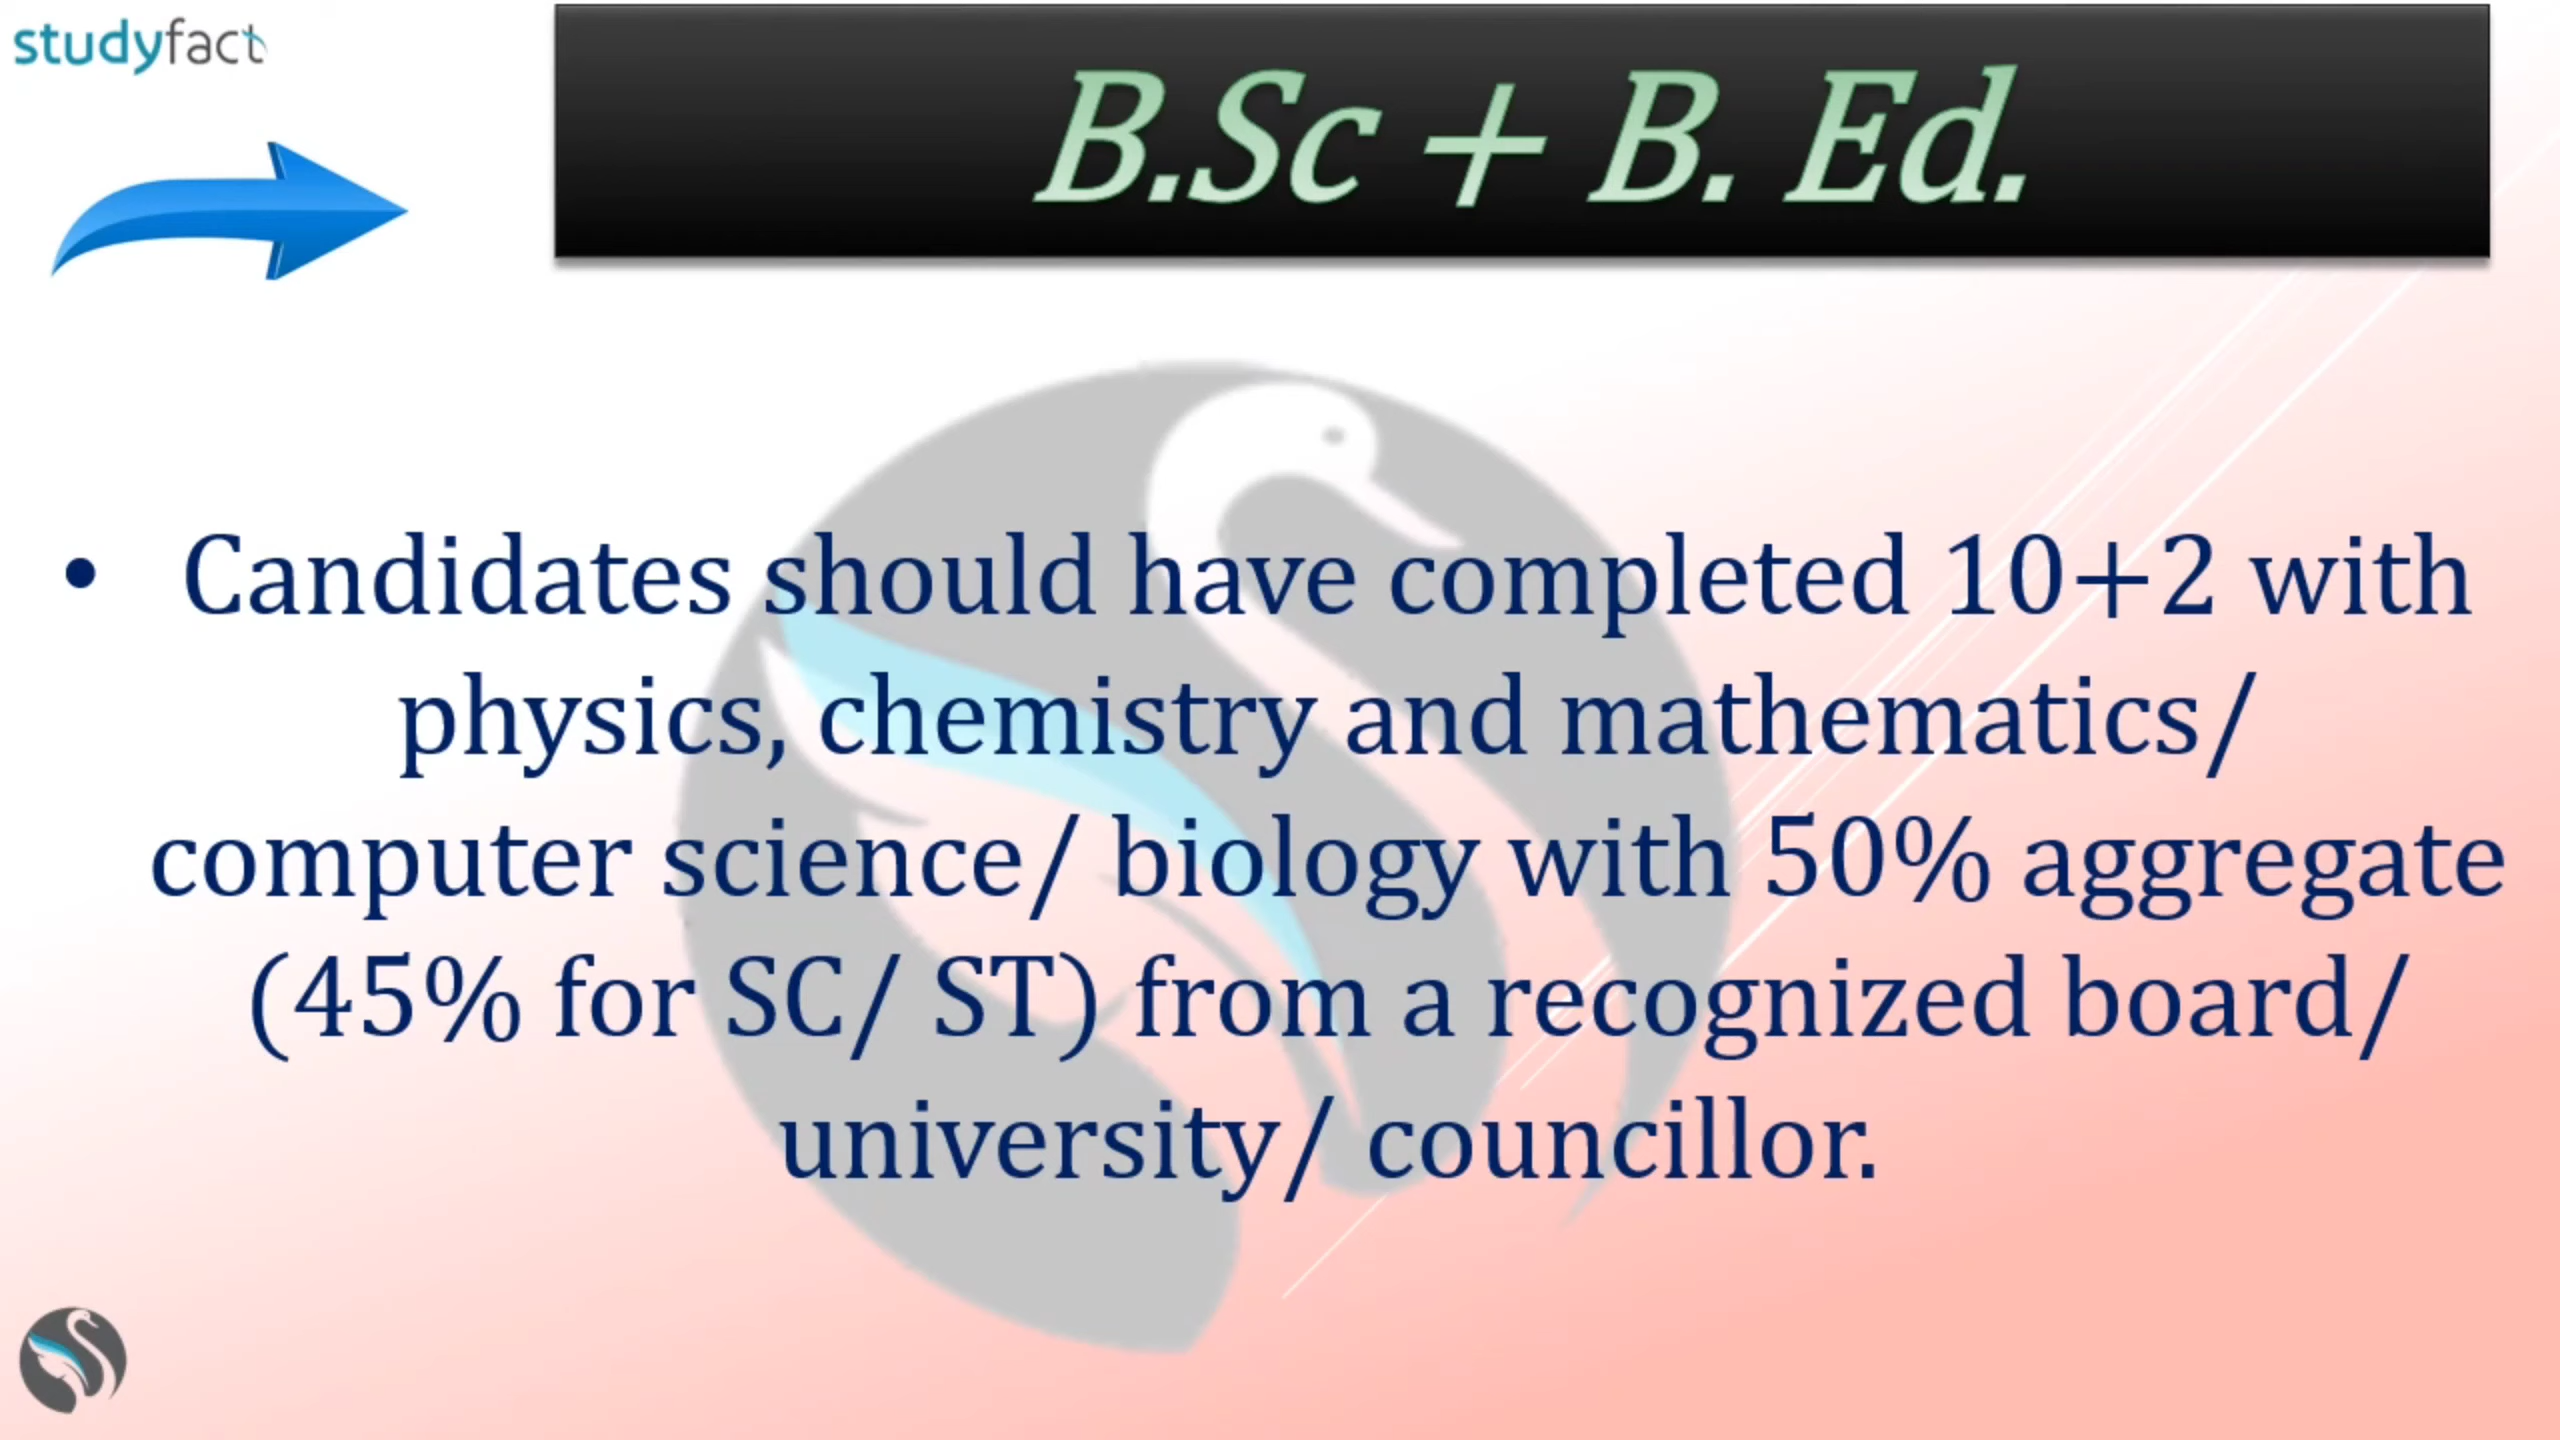 studyfact
B.Sc + B. Ed.
• Candidates should have completed 10+2 with
physics, chemistry and mathematics/
computer science/ biology with 50% aggregate
(45% for SC/ ST) from a recognized board/
university/ councillor.